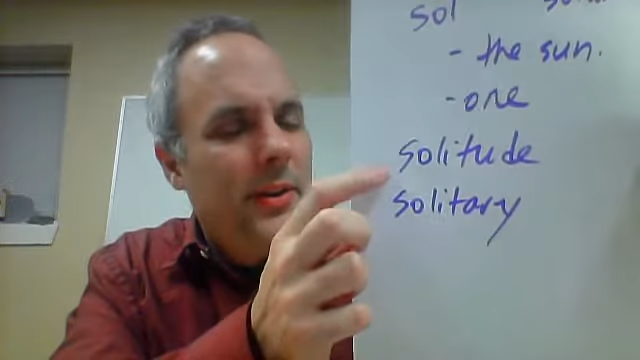 sol
- the sun.
- one
solitude
solitary